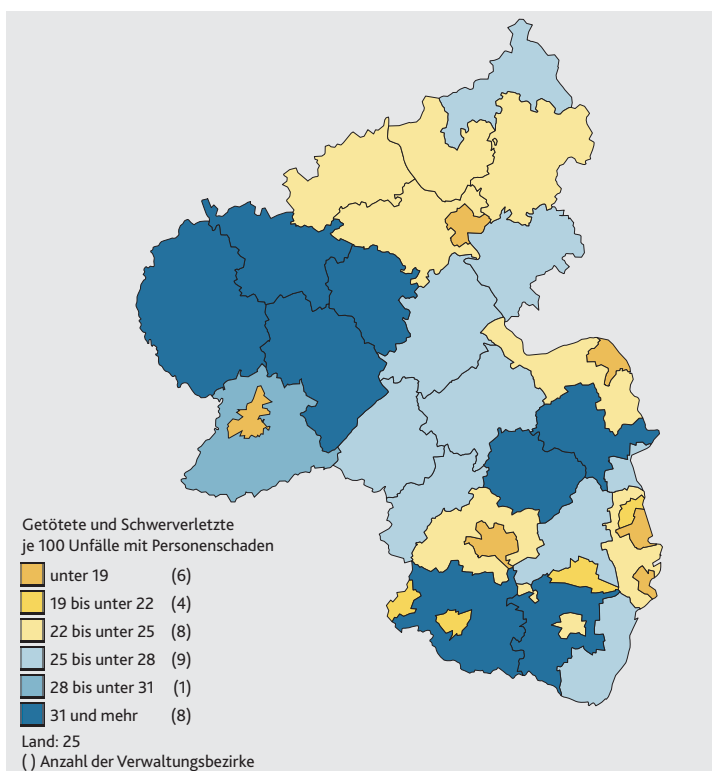 Getötete und Schwerverletzte
je 100 Unfälle mit Personenschaden
unter 19 (6)
19 bis unter 22 (4)
22 bis unter 25 (8)
25 bis unter 28 (9)
28 bis unter 31 (1)
31 und mehr (8)
Land: 25
( ) Anzahl der Verwaltungsbezirke